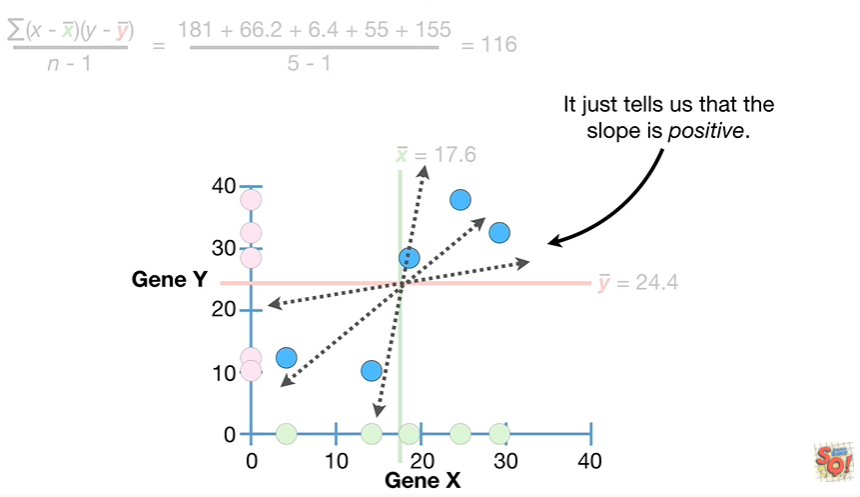 ∑(x - x̄)(y - ȳ)
n - 1
=
181 + 66.2 + 6.4 + 55 + 155
5 - 1
= 116
It just tells us that the
slope is positive.
x̄ = 17.6
40
30
Gene Y
ȳ = 24.4
20
10
0
0 10 20 30 40
Gene X
SQ!